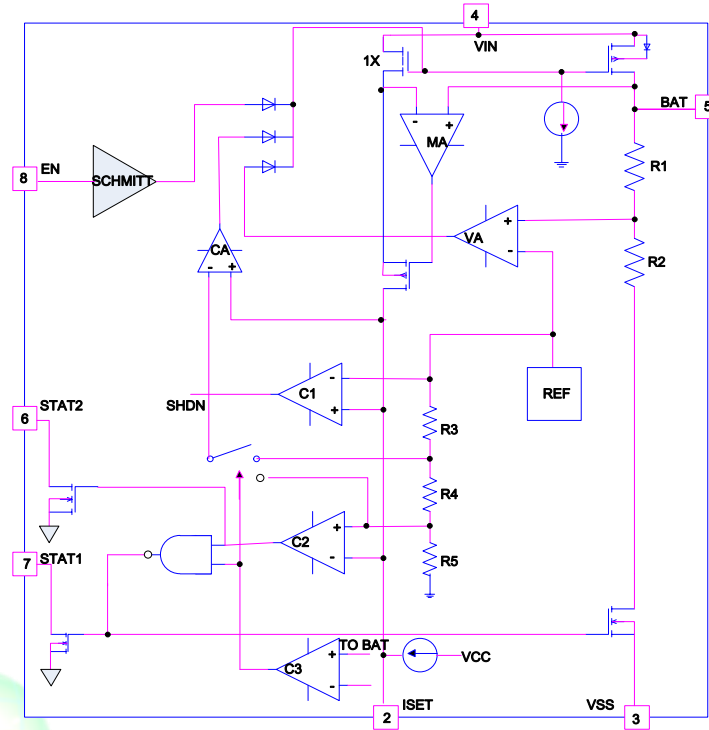 4
VIN
1X
BAT
5
MA
R1
8
EN
SCHMITT
CA
-
+
-
+
VA
+
-
R2
REF
SHDN
C1
-
+
R3
6
STAT2
R4
7
STAT1
C2
+
-
R5
C3
+
-
TO BAT
VCC
2
ISET
VSS
3